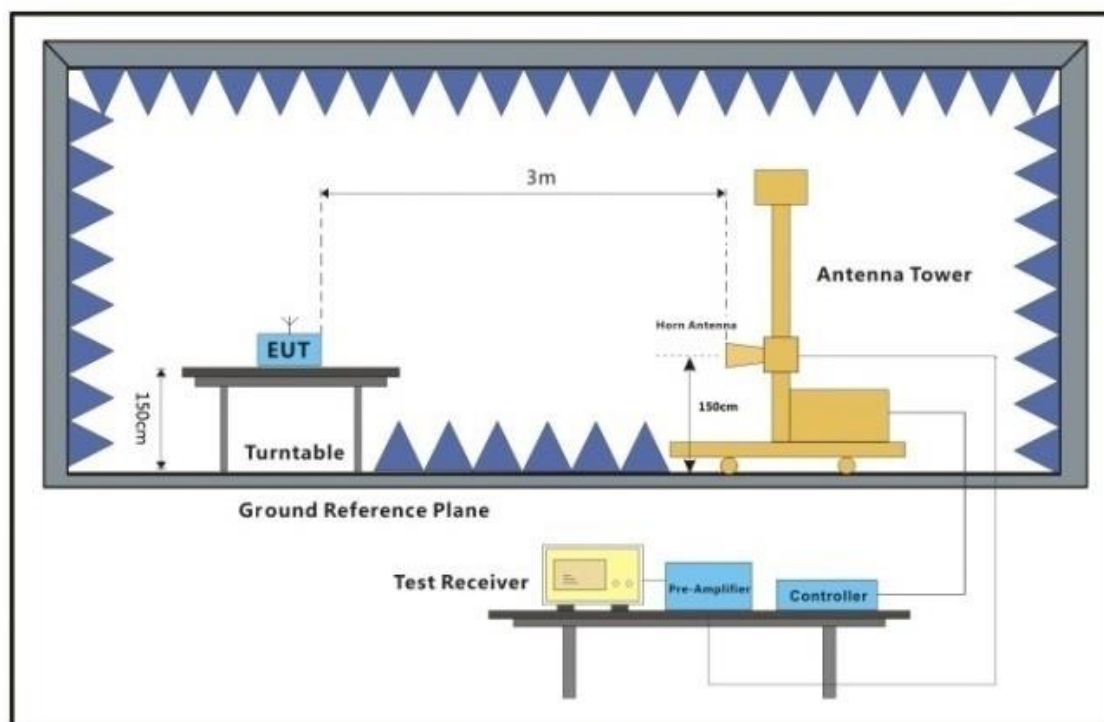 3m
Antenna Tower
Horn Antenna
EUT
150cm
150cm
Turntable
Ground Reference Plane
Test Receiver
Pre-Amplifier
Controller